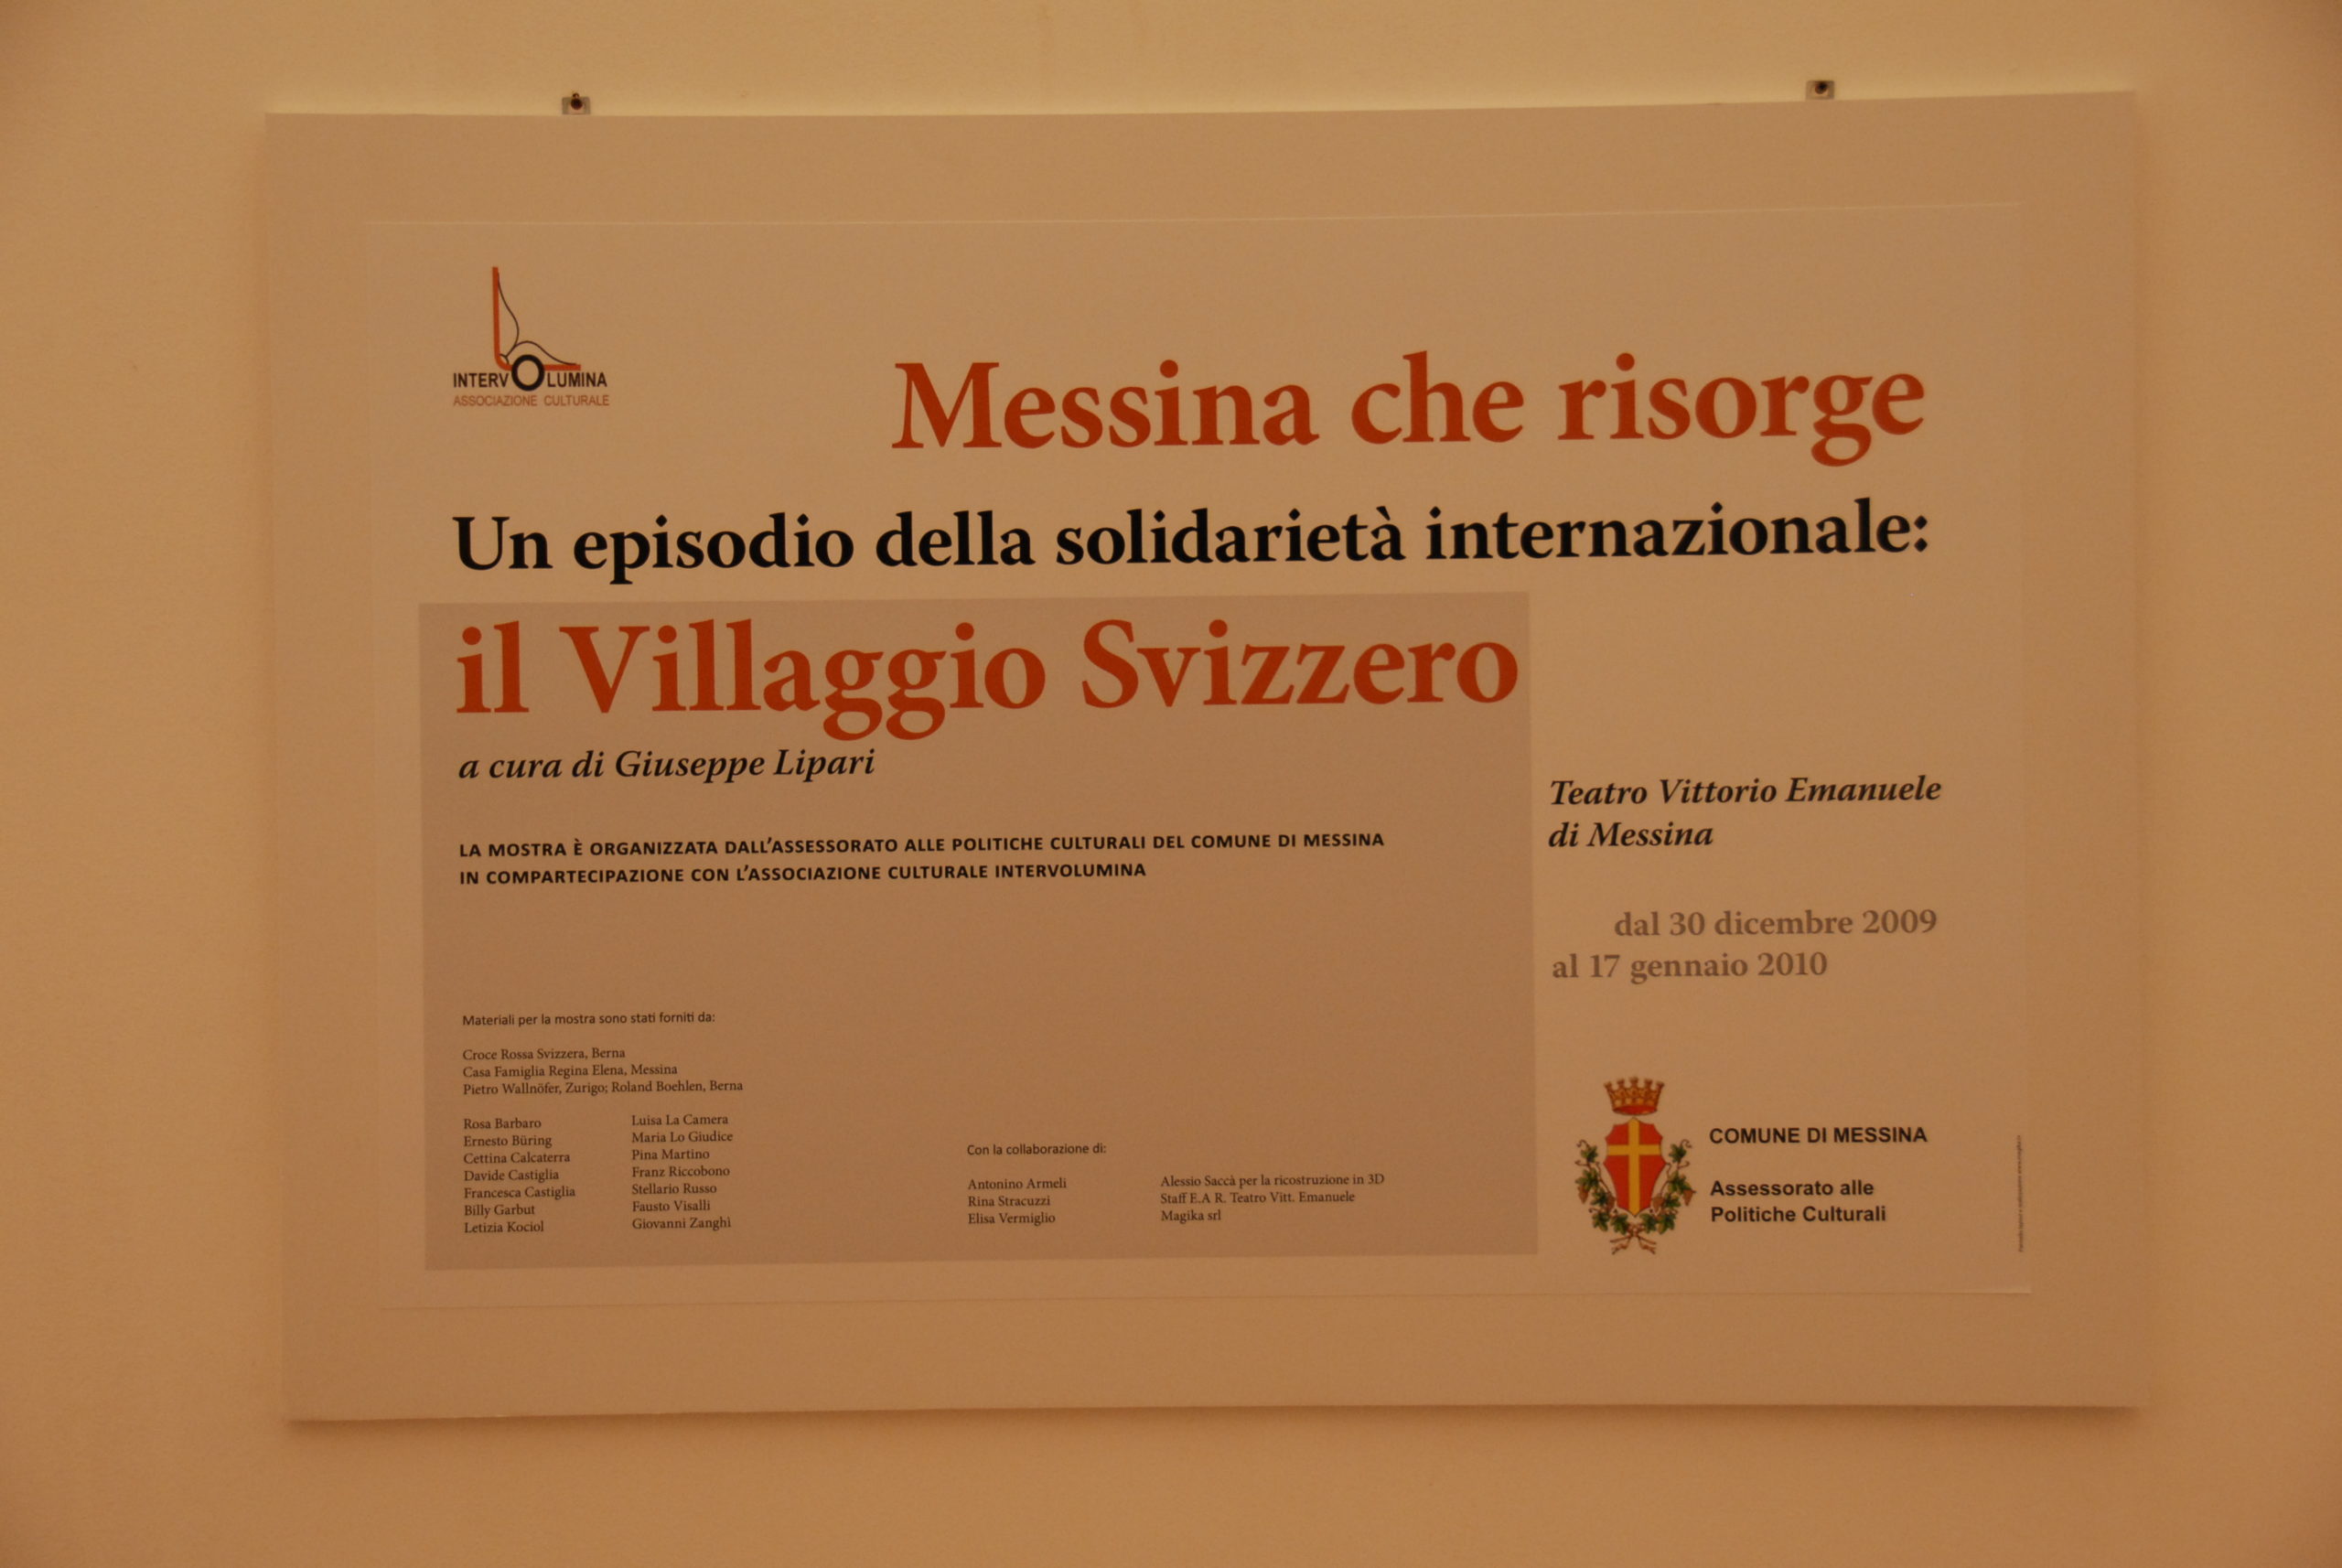 INTERVOLUMINA
ASSOCIAZIONE CULTURALE
Messina che risorge
Un episodio della solidarietà internazionale:
il Villaggio Svizzero
a cura di Giuseppe Lipari
LA MOSTRA È ORGANIZZATA DALL'ASSESSORATO ALLE POLITICHE CULTURALI DEL COMUNE DI MESSINA
IN COMPARTECIPAZIONE CON L'ASSOCIAZIONE CULTURALE INTERVOLUMINA
Teatro Vittorio Emanuele
di Messina
dal 30 dicembre 2009
al 17 gennaio 2010
Materiali per la mostra sono stati forniti da:
Croce Rossa Svizzera, Berna
Casa Famiglia Regina Elena, Messina
Pietro Wallnöfer, Zurigo; Roland Boehlen, Berna
Rosa Barbaro
Ernesto Büring
Cettina Calcaterra
Davide Castiglia
Francesca Castiglia
Billy Garbut
Letizia Kociol
Luisa La Camera
Maria Lo Giudice
Pina Martino
Franz Riccobono
Stellario Russo
Fausto Visalli
Giovanni Zanghì
Con la collaborazione di:
Antonino Armeli
Rina Stracuzzi
Elisa Vermiglio
Alessio Saccà per la ricostruzione in 3D
Staff E.A R. Teatro Vitt. Emanuele
Magika srl
COMUNE DI MESSINA
Assessorato alle
Politiche Culturali